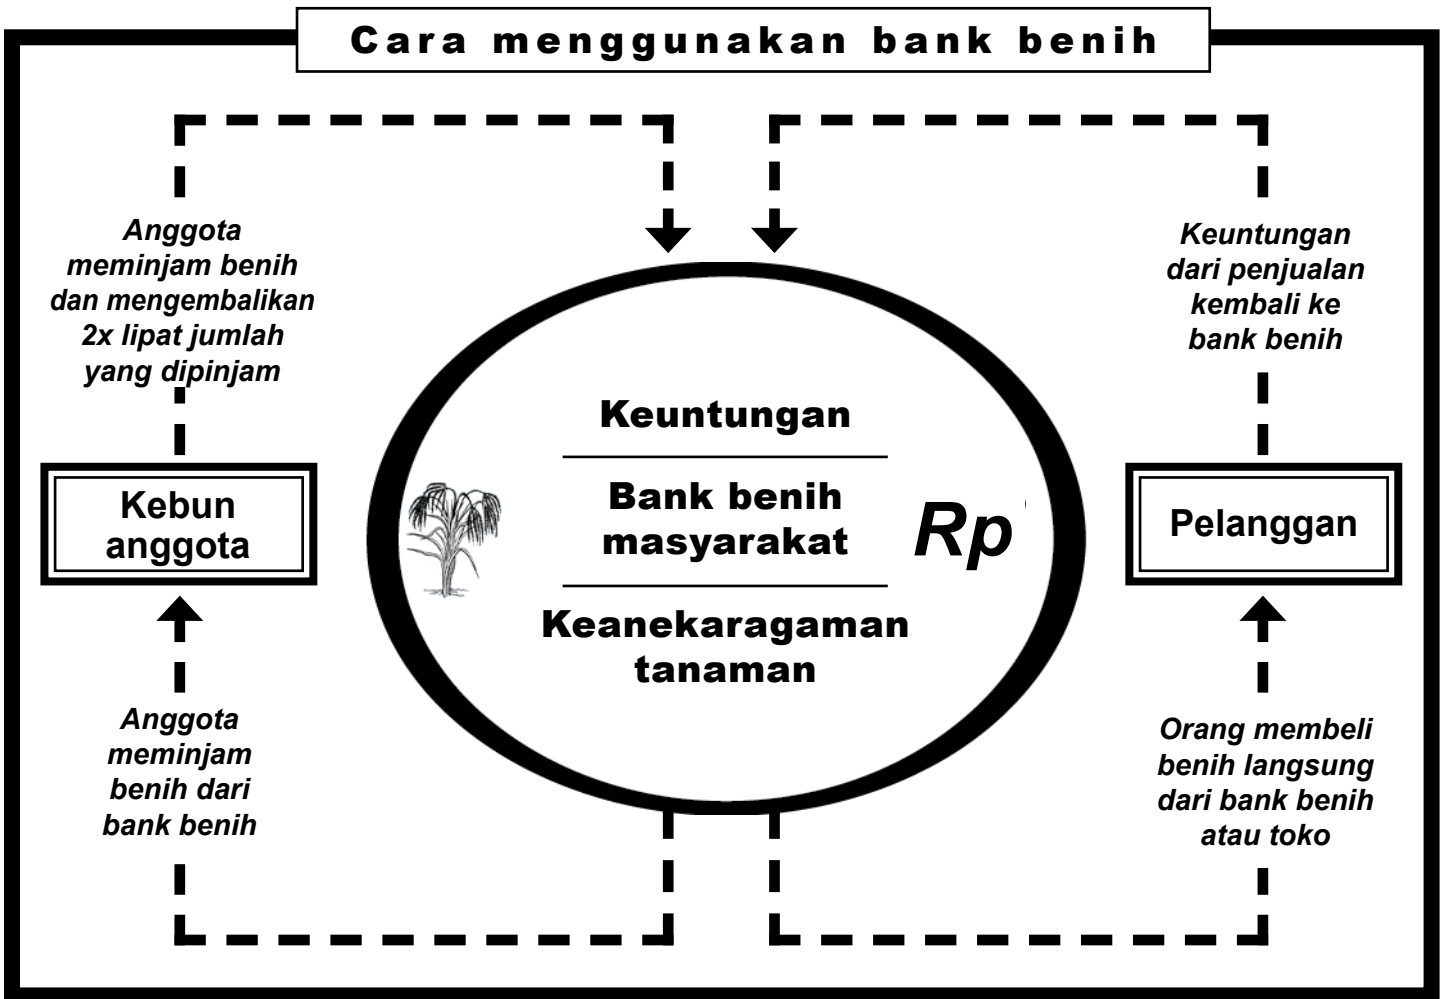 Cara menggunakan bank benih
Anggota
meminjam benih
dan mengembalikan
2x lipat jumlah
yang dipinjam
Keuntungan
dari penjualan
kembali ke
bank benih
Keuntungan
Bank benih
masyarakat
Rp
Keanekaragaman
tanaman
Kebun
anggota
Pelanggan
Anggota
meminjam
benih dari
bank benih
Orang membeli
benih langsung
dari bank benih
atau toko